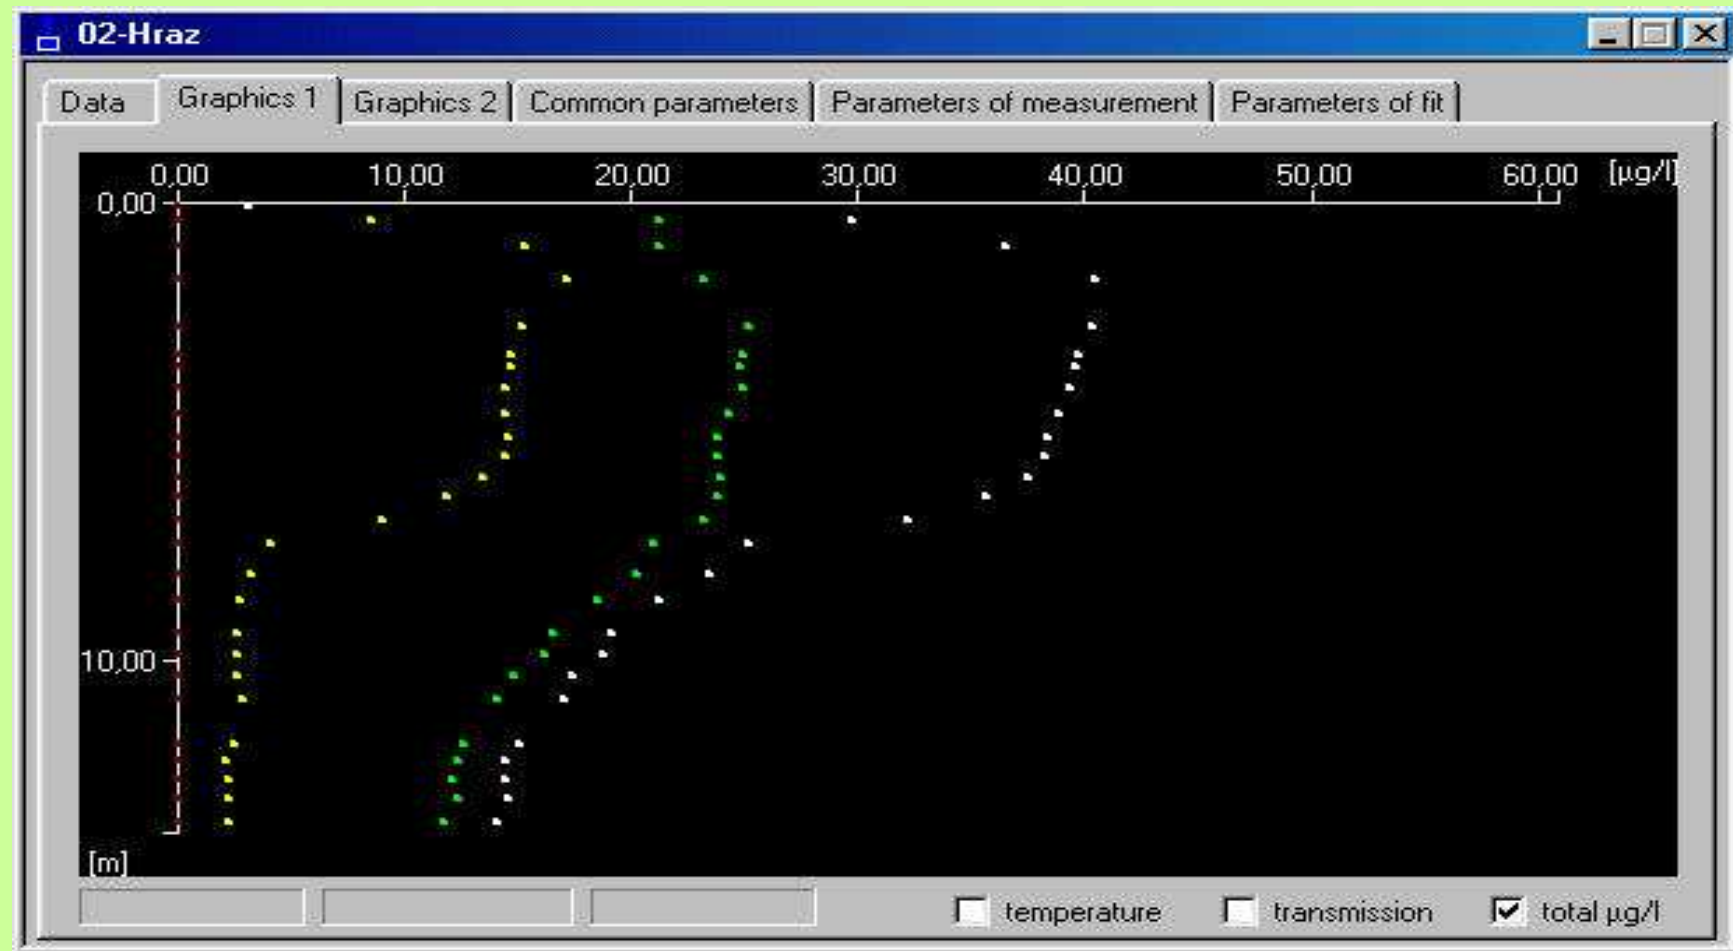 02-Hraz
Data Graphics 1 Graphics 2 Common parameters Parameters of measurement Parameters of fit
0,00 10,00 20,00 30,00 40,00 50,00 60,00 [µg/l]
0,00
10,00
[m]
temperature transmission total µg/l